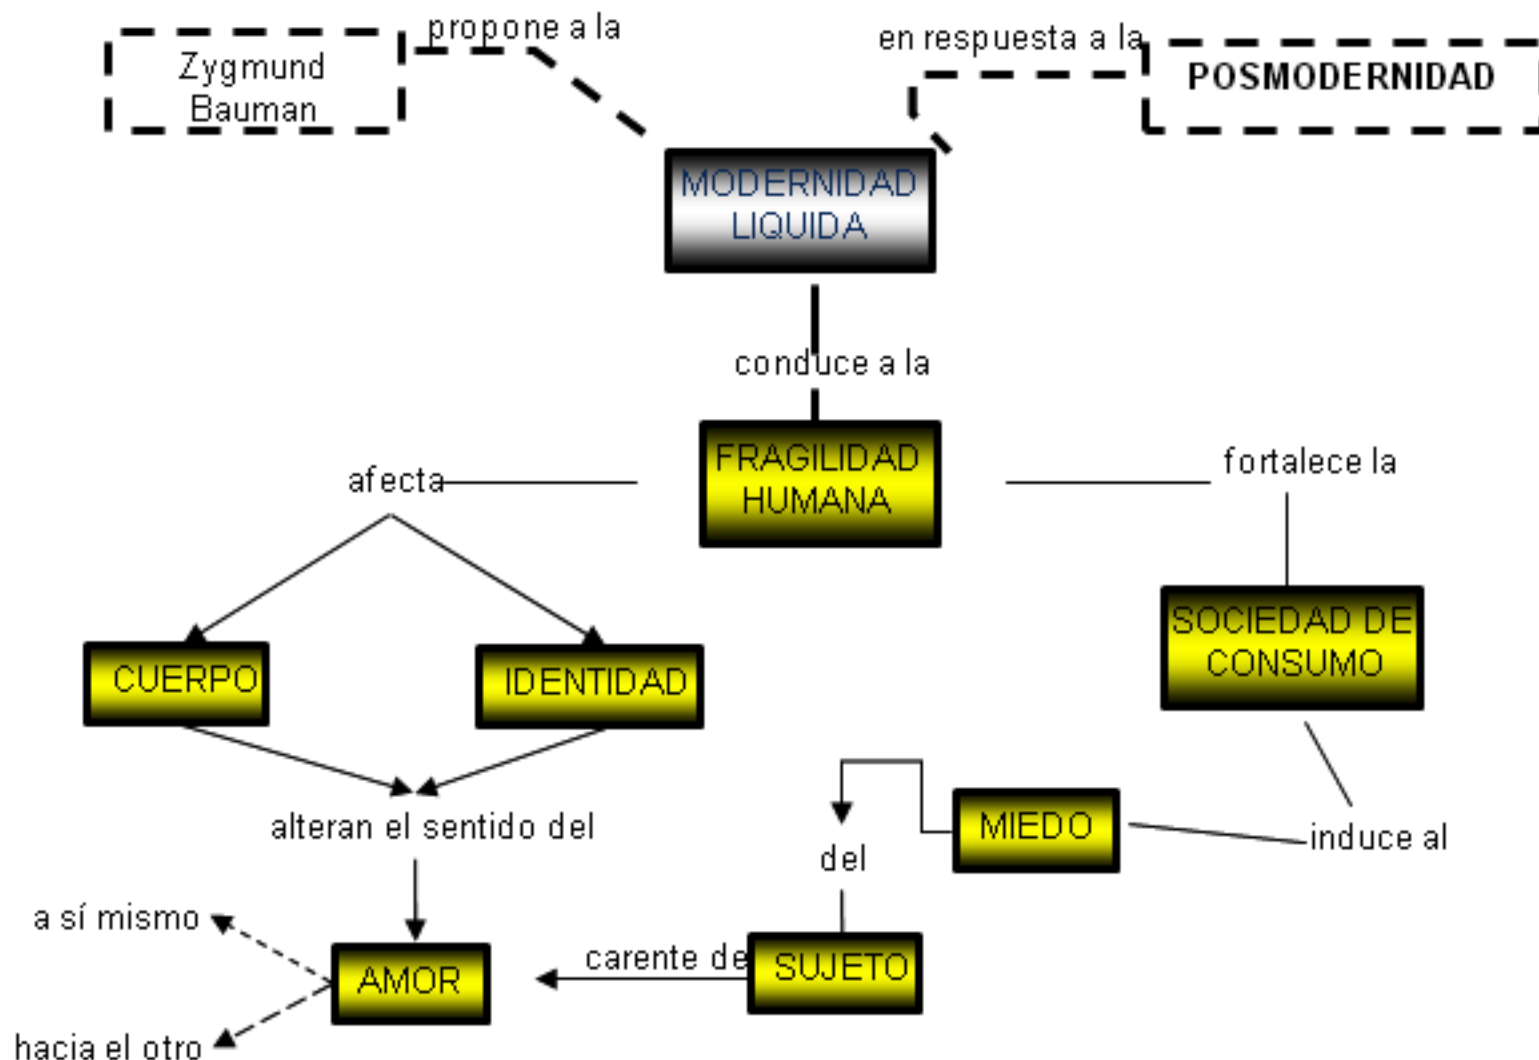 propone a la
en respuesta a la
Zygmund
Bauman
POSMODERNIDAD
MODERNIDAD
LIQUIDA
conduce a la
FRAGILIDAD
HUMANA
afecta
fortalece la
CUERPO
IDENTIDAD
SOCIEDAD DE
CONSUMO
alteran el sentido del
MIEDO
induce al
del
a sí mismo
AMOR
carente de
SUJETO
hacia el otro